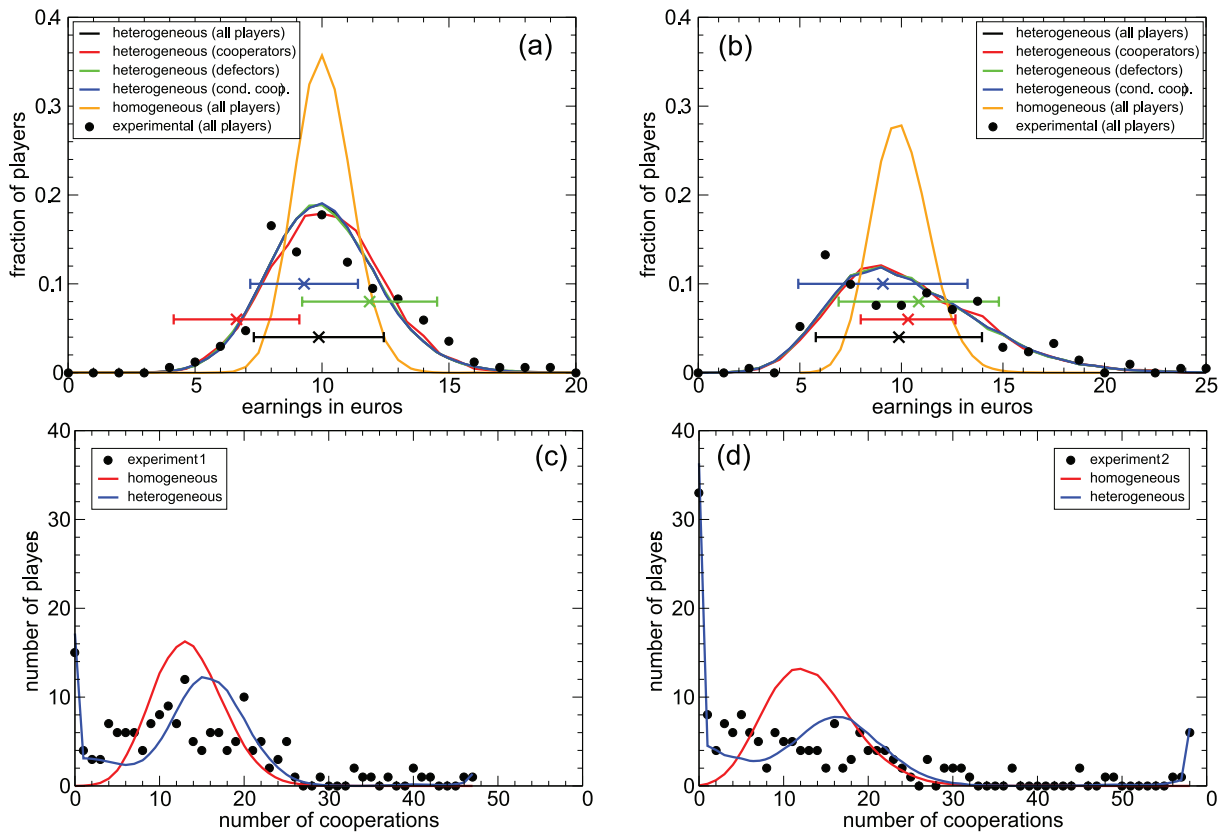 0.4
0.3
0.2
0.1
0
fraction of players
heterogeneous (all players)
heterogeneous (cooperators)
heterogeneous (defectors)
heterogeneous (cond. coop.
homogeneous (all players)
experimental (all players)
(a)
0 5 10 15 20
earnings in euros
0.4
0.3
0.2
0.1
0
fraction of players
(b)
heterogeneous (all players)
heterogeneous (cooperators)
heterogeneous (defectors)
heterogeneous (cond. coop.
homogeneous (all players)
experimental (all players)
0 5 10 15 20 25
earnings in euros
40
30
20
10
0
number of playes
experiment1
homogeneous
heterogeneous
(c)
0 10 20 30 40 50 0
number of cooperations
40
30
20
10
0
number of playes
(d)
experiment2
homogeneous
heterogeneous
0 10 20 30 40 50 0
number of cooperations